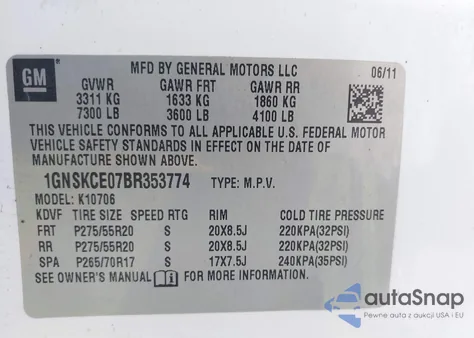 GM
MFD BY GENERAL MOTORS LLC
06/11
GVWR GAWR FRT GAWR RR
3311 KG 1633 KG 1860 KG
7300 LB 3600 LB 4100 LB
THIS VEHICLE CONFORMS TO ALL APPLICABLE U.S. FEDERAL MOTOR
VEHICLE SAFETY STANDARDS IN EFFECT ON THE DATE OF
MANUFACTURE SHOWN ABOVE.
1GNSKCE07BR353774 TYPE: M.P.V.
MODEL: K10706
KDVF TIRE SIZE SPEED RTG RIM COLD TIRE PRESSURE
FRT P275/55R20 S 20X8.5J 220KPA(32PSI)
RR P275/55R20 S 20X8.5J 220KPA(32PSI)
SPA P265/70R17 S 17X7.5J 240KPA(35PSI)
SEE OWNER'S MANUAL FOR MORE INFORMATION.
autoSnap
Pewne auta z aukcji USA i EU